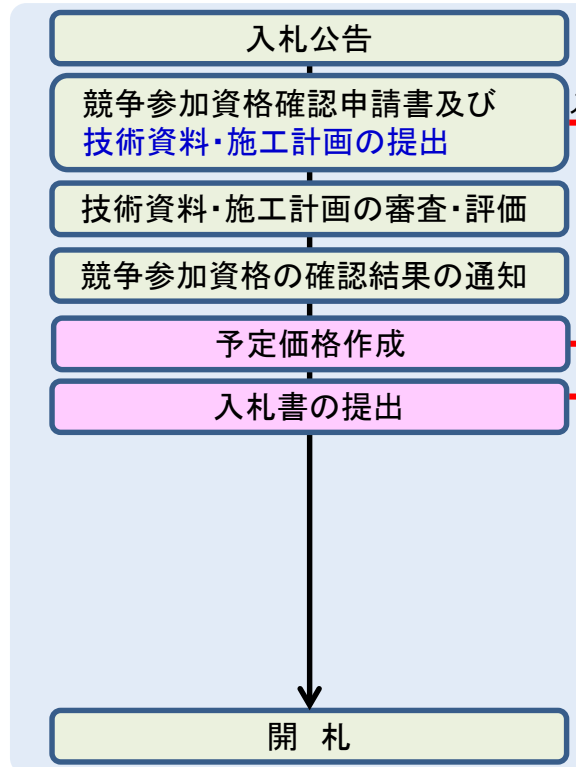 入札公告
競争参加資格確認申請書及び
技術資料・施工計画の提出
技術資料・施工計画の審査・評価
競争参加資格の確認結果の通知
予定価格作成
入札書の提出
開 札